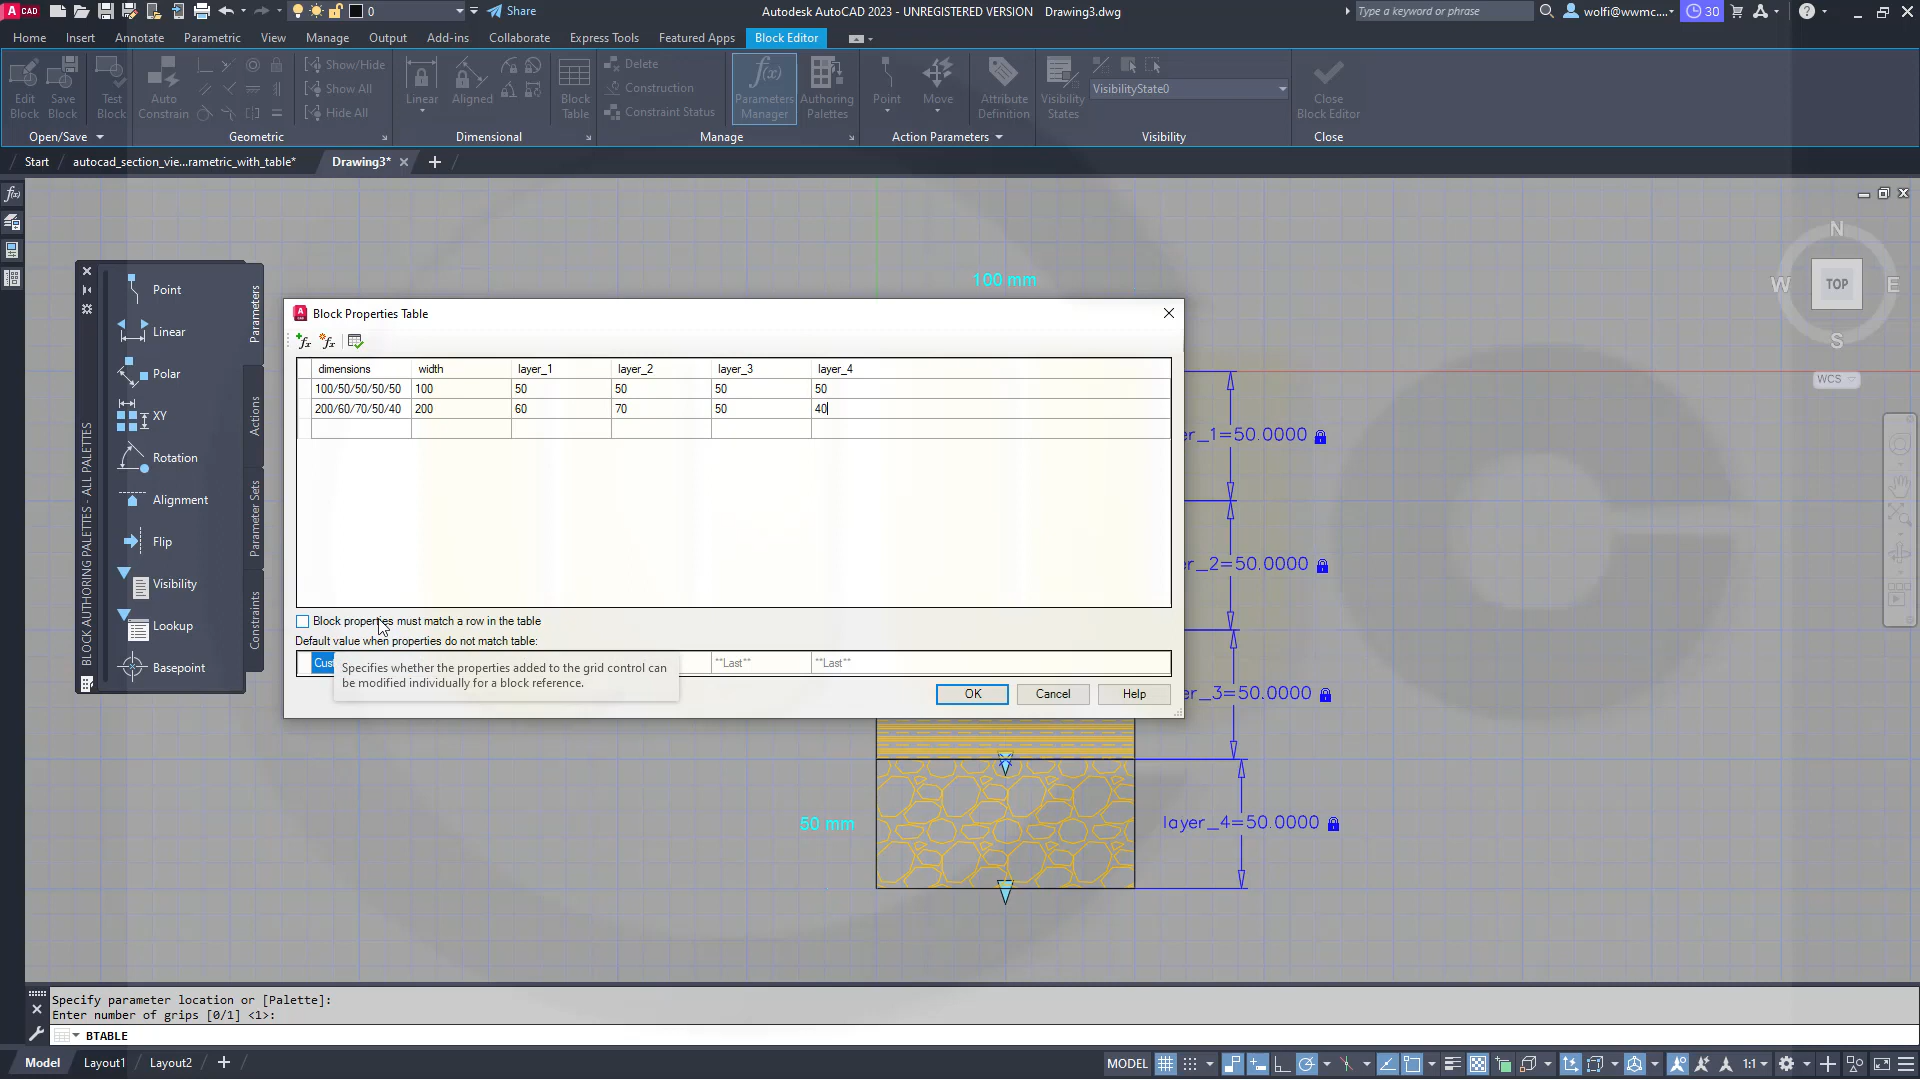 CAD
0
Share
Autodesk AutoCAD 2023 - UNREGISTERED VERSION Drawing3.dwg
Type a keyword or phrase
wolfi@wwmc....
30
Home Insert Annotate Parametric View Manage Output Add-ins Collaborate Express Tools Featured Apps Block Editor
Edit Block
Save Block
Test Block
Open/Save
Auto Constrain
Show/Hide
Show All
Hide All
Geometric
Linear
Aligned
Dimensional
Block Table
Delete
Construction
Constraint Status
Parameters Manager
Authoring Palettes
Manage
Point
Move
Attribute Definition
Action Parameters
Visibility States
VisibilityState0
Visibility
Close Block Editor
Close
Start autocad_section_vie...rametric_with_table* Drawing3*
BLOCK AUTHORING PALETTES - ALL PALETTES
Point
Linear
Polar
XY
Rotation
Alignment
Flip
Visibility
Lookup
Basepoint
Parameters
Actions
Parameter Sets
Constraints
100 mm
Block Properties Table
dimensions width layer_1 layer_2 layer_3 layer_4
100/50/50/50/50 100 50 50 50 50
200/60/70/50/40 200 60 70 50 40
Block properties must match a row in the table
Default value when properties do not match table:
Cust
**Last** **Last**
Specifies whether the properties added to the grid control can
be modified individually for a block reference.
OK Cancel Help
er_1=50.0000
er_2=50.0000
er_3=50.0000
50 mm
layer_4=50.0000
N
W TOP E
S
WCS
Specify parameter location or [Palette]:
Enter number of grips [0/1] <1>:
BTABLE
Model Layout1 Layout2
MODEL
1:1